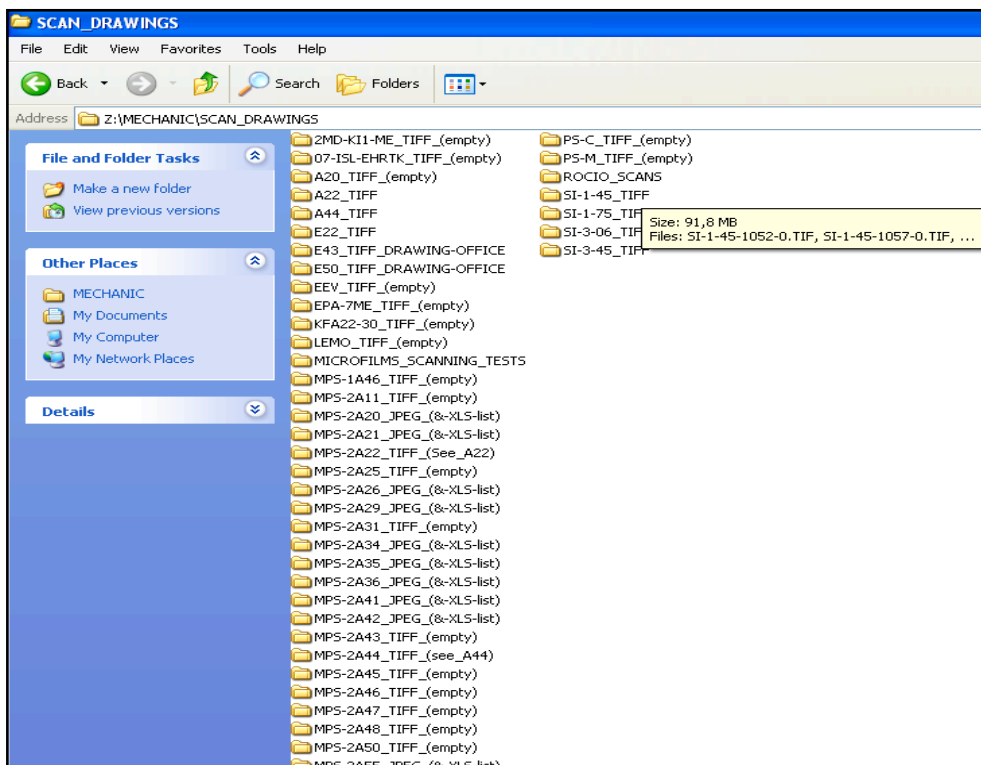 SCAN_DRAWINGS
File Edit View Favorites Tools Help
Back Search Folders
Address Z:\MECHANIC\SCAN_DRAWINGS
File and Folder Tasks
Make a new folder
View previous versions
Other Places
MECHANIC
My Documents
My Computer
My Network Places
Details
2MD-KI1-ME_TIFF_(empty)
07-ISL-EHRTK_TIFF_(empty)
A20_TIFF_(empty)
A22_TIFF
A44_TIFF
E22_TIFF
E43_TIFF_DRAWING-OFFICE
E50_TIFF_DRAWING-OFFICE
EEV_TIFF_(empty)
EPA-7ME_TIFF_(empty)
KFA22-30_TIFF_(empty)
LEMO_TIFF_(empty)
MICROFILMS_SCANNING_TESTS
MPS-1A46_TIFF_(empty)
MPS-2A11_TIFF_(empty)
MPS-2A20_JPEG_(&-XLS-list)
MPS-2A21_JPEG_(&-XLS-list)
MPS-2A22_TIFF_(See_A22)
MPS-2A25_TIFF_(empty)
MPS-2A26_JPEG_(&-XLS-list)
MPS-2A29_JPEG_(&-XLS-list)
MPS-2A31_TIFF_(empty)
MPS-2A34_JPEG_(&-XLS-list)
MPS-2A35_JPEG_(&-XLS-list)
MPS-2A36_JPEG_(&-XLS-list)
MPS-2A41_JPEG_(&-XLS-list)
MPS-2A42_JPEG_(&-XLS-list)
MPS-2A43_TIFF_(empty)
MPS-2A44_TIFF_(see_A44)
MPS-2A45_TIFF_(empty)
MPS-2A46_TIFF_(empty)
MPS-2A47_TIFF_(empty)
MPS-2A48_TIFF_(empty)
MPS-2A50_TIFF_(empty)
PS-C_TIFF_(empty)
PS-M_TIFF_(empty)
ROCIO_SCANS
SI-1-45_TIFF
SI-1-75_TIF
SI-3-06_TIF
SI-3-45_TIFF
Size: 91,8 MB
Files: SI-1-45-1052-0.TIF, SI-1-45-1057-0.TIF, ...